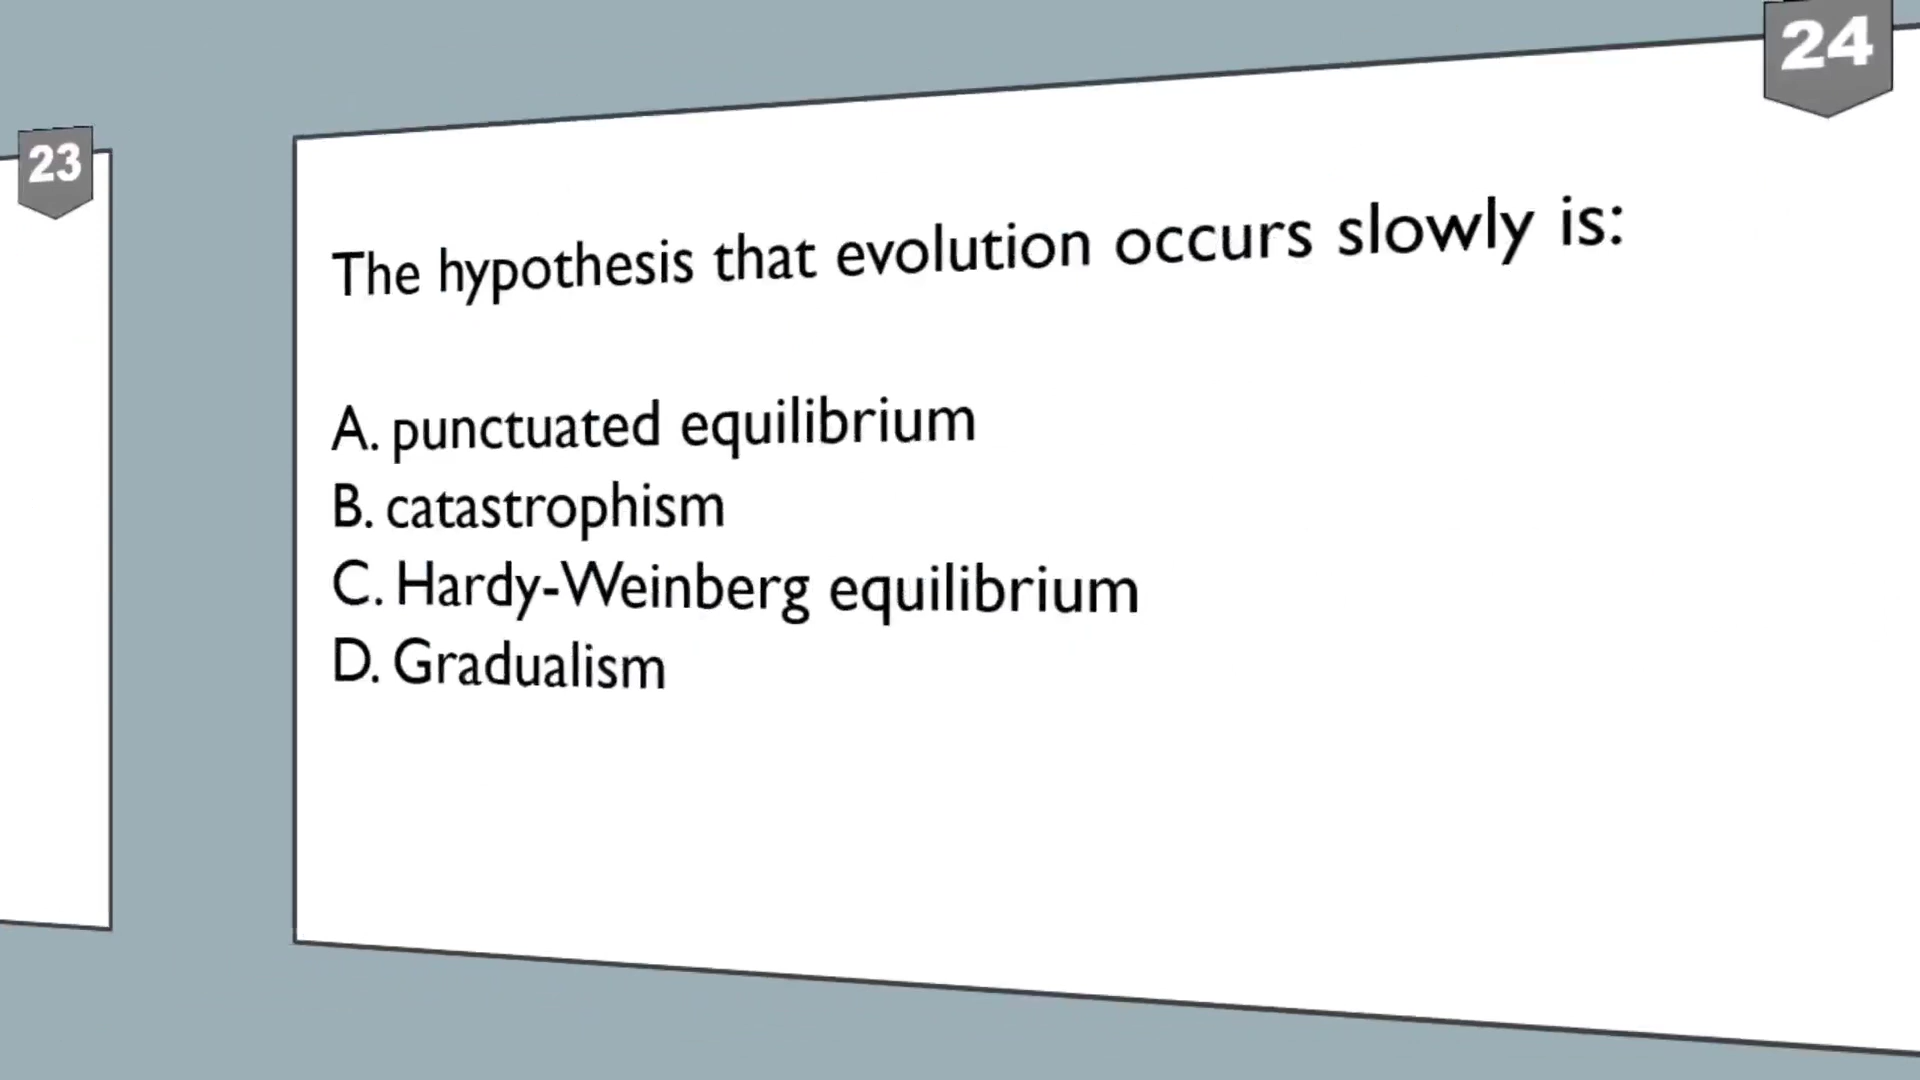 23
24
The hypothesis that evolution occurs slowly is:
A. punctuated equilibrium
B. catastrophism
C. Hardy-Weinberg equilibrium
D. Gradualism